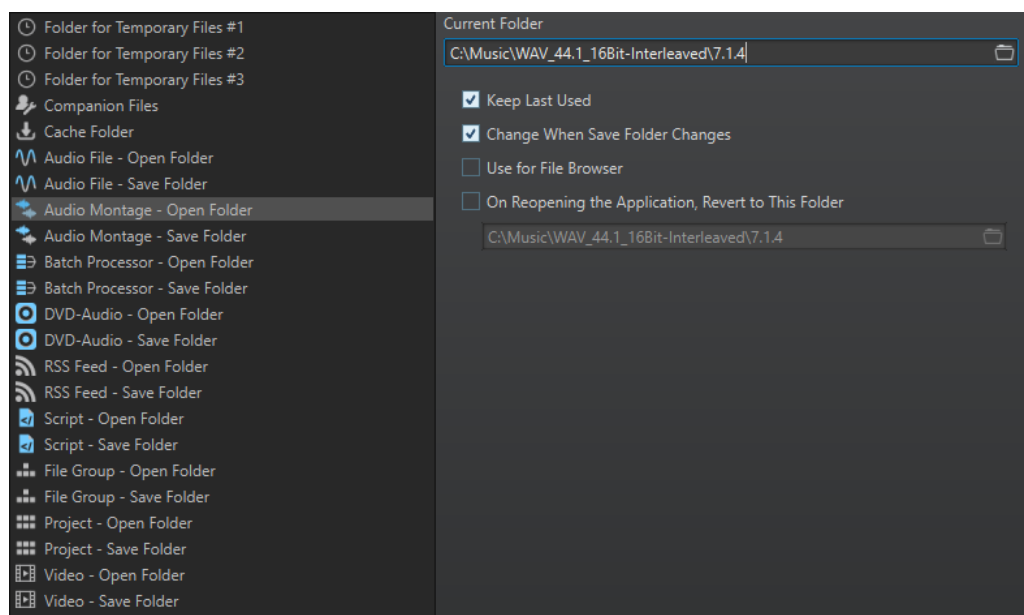 Folder for Temporary Files #1
Folder for Temporary Files #2
Folder for Temporary Files #3
Companion Files
Cache Folder
Audio File - Open Folder
Audio File - Save Folder
Audio Montage - Open Folder
Audio Montage - Save Folder
Batch Processor - Open Folder
Batch Processor - Save Folder
DVD-Audio - Open Folder
DVD-Audio - Save Folder
RSS Feed - Open Folder
RSS Feed - Save Folder
Script - Open Folder
Script - Save Folder
File Group - Open Folder
File Group - Save Folder
Project - Open Folder
Project - Save Folder
Video - Open Folder
Video - Save Folder
Current Folder
C:\Music\WAV_44.1_16Bit-Interleaved\7.1.4
Keep Last Used
Change When Save Folder Changes
Use for File Browser
On Reopening the Application, Revert to This Folder
C:\Music\WAV_44.1_16Bit-Interleaved\7.1.4